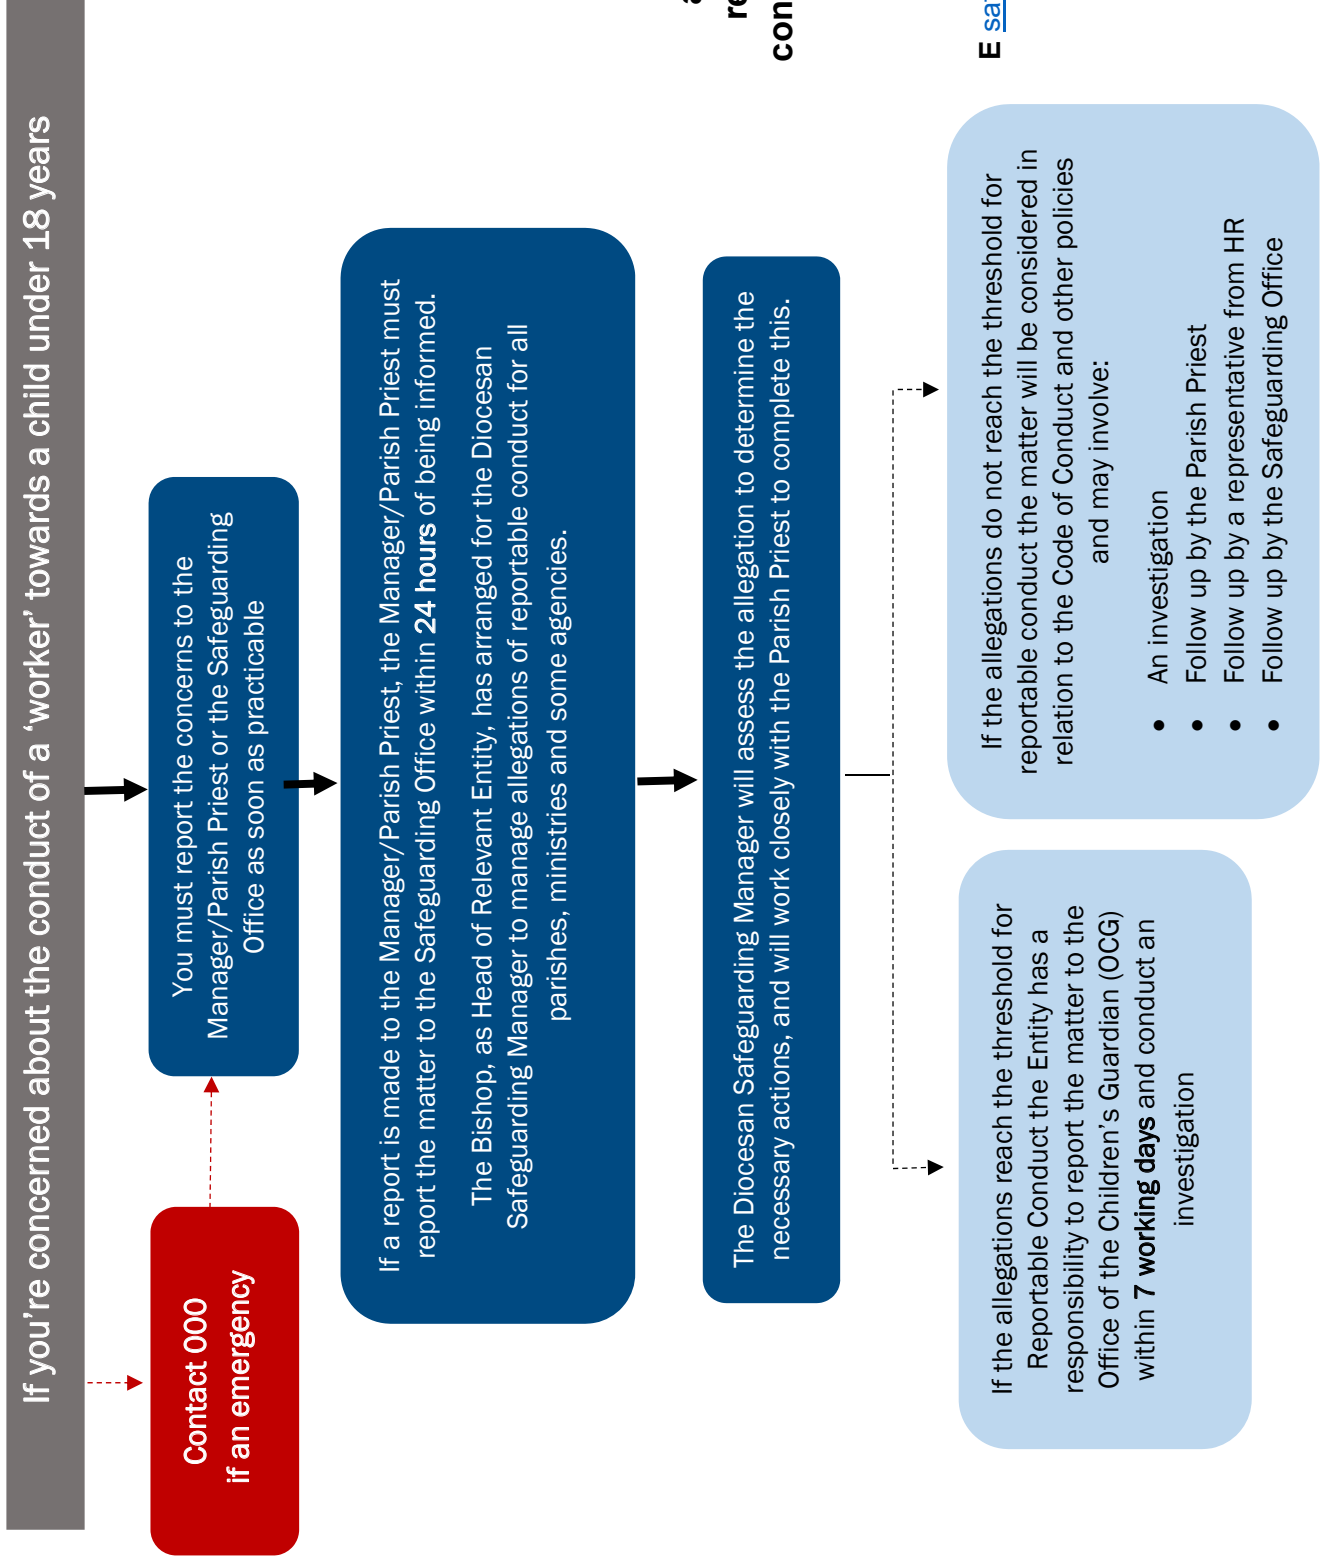 If you're concerned about the conduct of a ‘worker’ towards a child under 18 years
Contact 000
if an emergency
You must report the concerns to the
Manager/Parish Priest or the Safeguarding
Office as soon as practicable
If a report is made to the Manager/Parish Priest, the Manager/Parish Priest must
report the matter to the Safeguarding Office within 24 hours of being informed.
The Bishop, as Head of Relevant Entity, has arranged for the Diocesan
Safeguarding Manager to manage allegations of reportable conduct for all
parishes, ministries and some agencies.
The Diocesan Safeguarding Manager will assess the allegation to determine the
necessary actions, and will work closely with the Parish Priest to complete this.
If the allegations reach the threshold for
Reportable Conduct the Entity has a
responsibility to report the matter to the
Office of the Children's Guardian (OCG)
within 7 working days and conduct an
investigation
If the allegations do not reach the threshold for
reportable conduct the matter will be considered in
relation to the Code of Conduct and other policies
and may involve:
• An investigation
• Follow up by the Parish Priest
• Follow up by a representative from HR
• Follow up by the Safeguarding Office
re
con
E sa